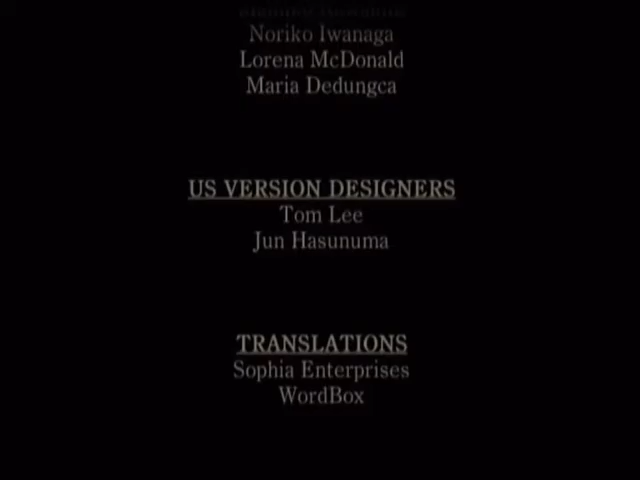 Noriko Iwanaga
Lorena McDonald
Maria Dedungca
US VERSION DESIGNERS
Tom Lee
Jun Hasunuma
TRANSLATIONS
Sophia Enterprises
WordBox